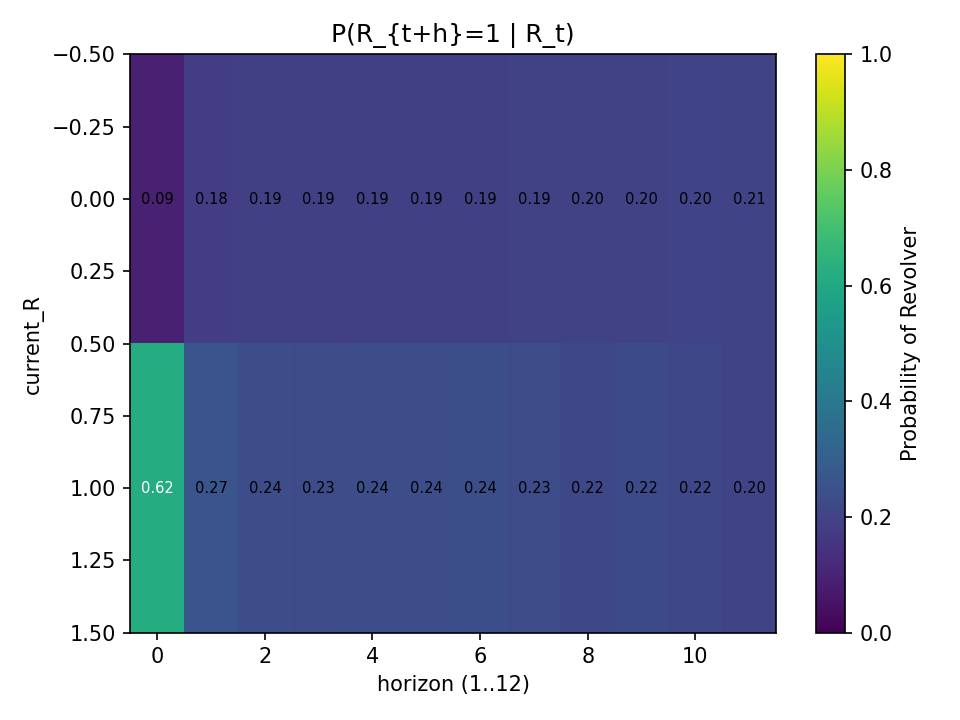 P(R_{t+h}=1 | R_t)
−0.50
−0.25
0.00
0.25
0.50
0.75
1.00
1.25
1.50
current_R
0.09 0.18 0.19 0.19 0.19 0.19 0.19 0.19 0.20 0.20 0.20 0.21
0.62 0.27 0.24 0.23 0.24 0.24 0.24 0.23 0.22 0.22 0.22 0.20
0 2 4 6 8 10
horizon (1..12)
1.0
0.8
0.6
0.4
0.2
0.0
Probability of Revolver